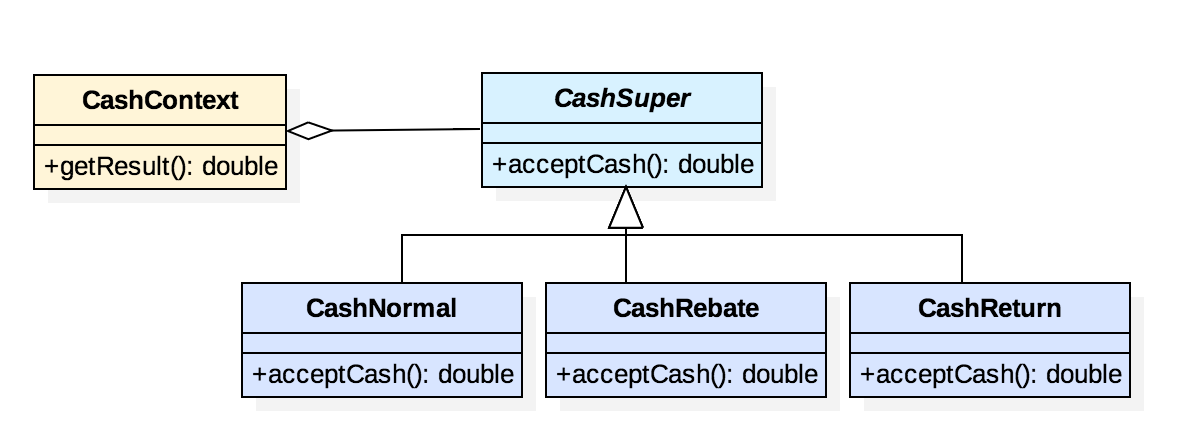 CashContext
+getResult(): double
CashSuper
+acceptCash(): double
CashNormal
+acceptCash(): double
CashRebate
+acceptCash(): double
CashReturn
+acceptCash(): double